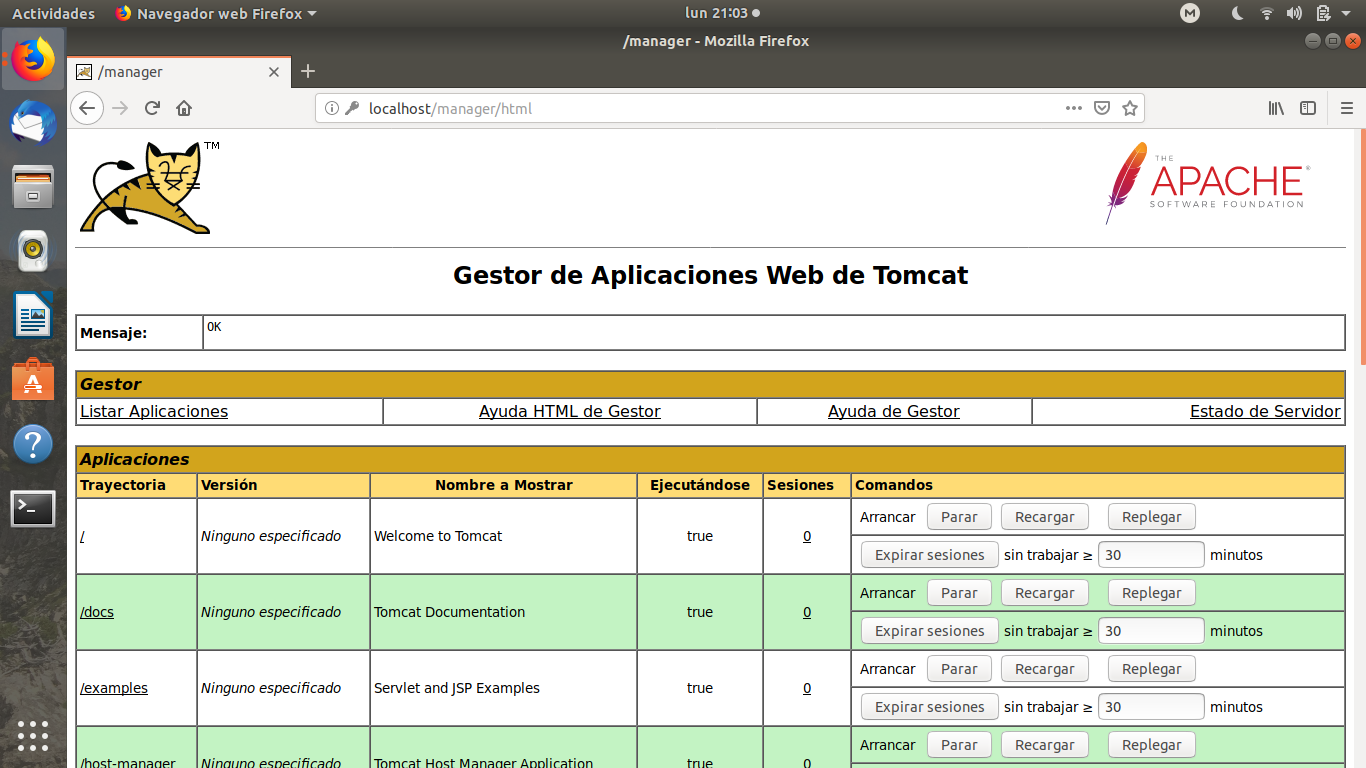 Actividades Navegador web Firefox lun 21:03
/manager - Mozilla Firefox
/manager
localhost/manager/html
TM
THE
APACHE
SOFTWARE FOUNDATION
Gestor de Aplicaciones Web de Tomcat
Mensaje: OK
Gestor
Listar Aplicaciones Ayuda HTML de Gestor Ayuda de Gestor Estado de Servidor
Aplicaciones
Trayectoria Versión Nombre a Mostrar Ejecutándose Sesiones Comandos
/ Ninguno especificado Welcome to Tomcat true 0 Arrancar Parar Recargar Replegar
Expirar sesiones sin trabajar ≥ 30 minutos
/docs Ninguno especificado Tomcat Documentation true 0 Arrancar Parar Recargar Replegar
Expirar sesiones sin trabajar ≥ 30 minutos
/examples Ninguno especificado Servlet and JSP Examples true 0 Arrancar Parar Recargar Replegar
Expirar sesiones sin trabajar ≥ 30 minutos
/host-manager Ninguno especificado Tomcat Host Manager Application true 0 Arrancar Parar Recargar Replegar